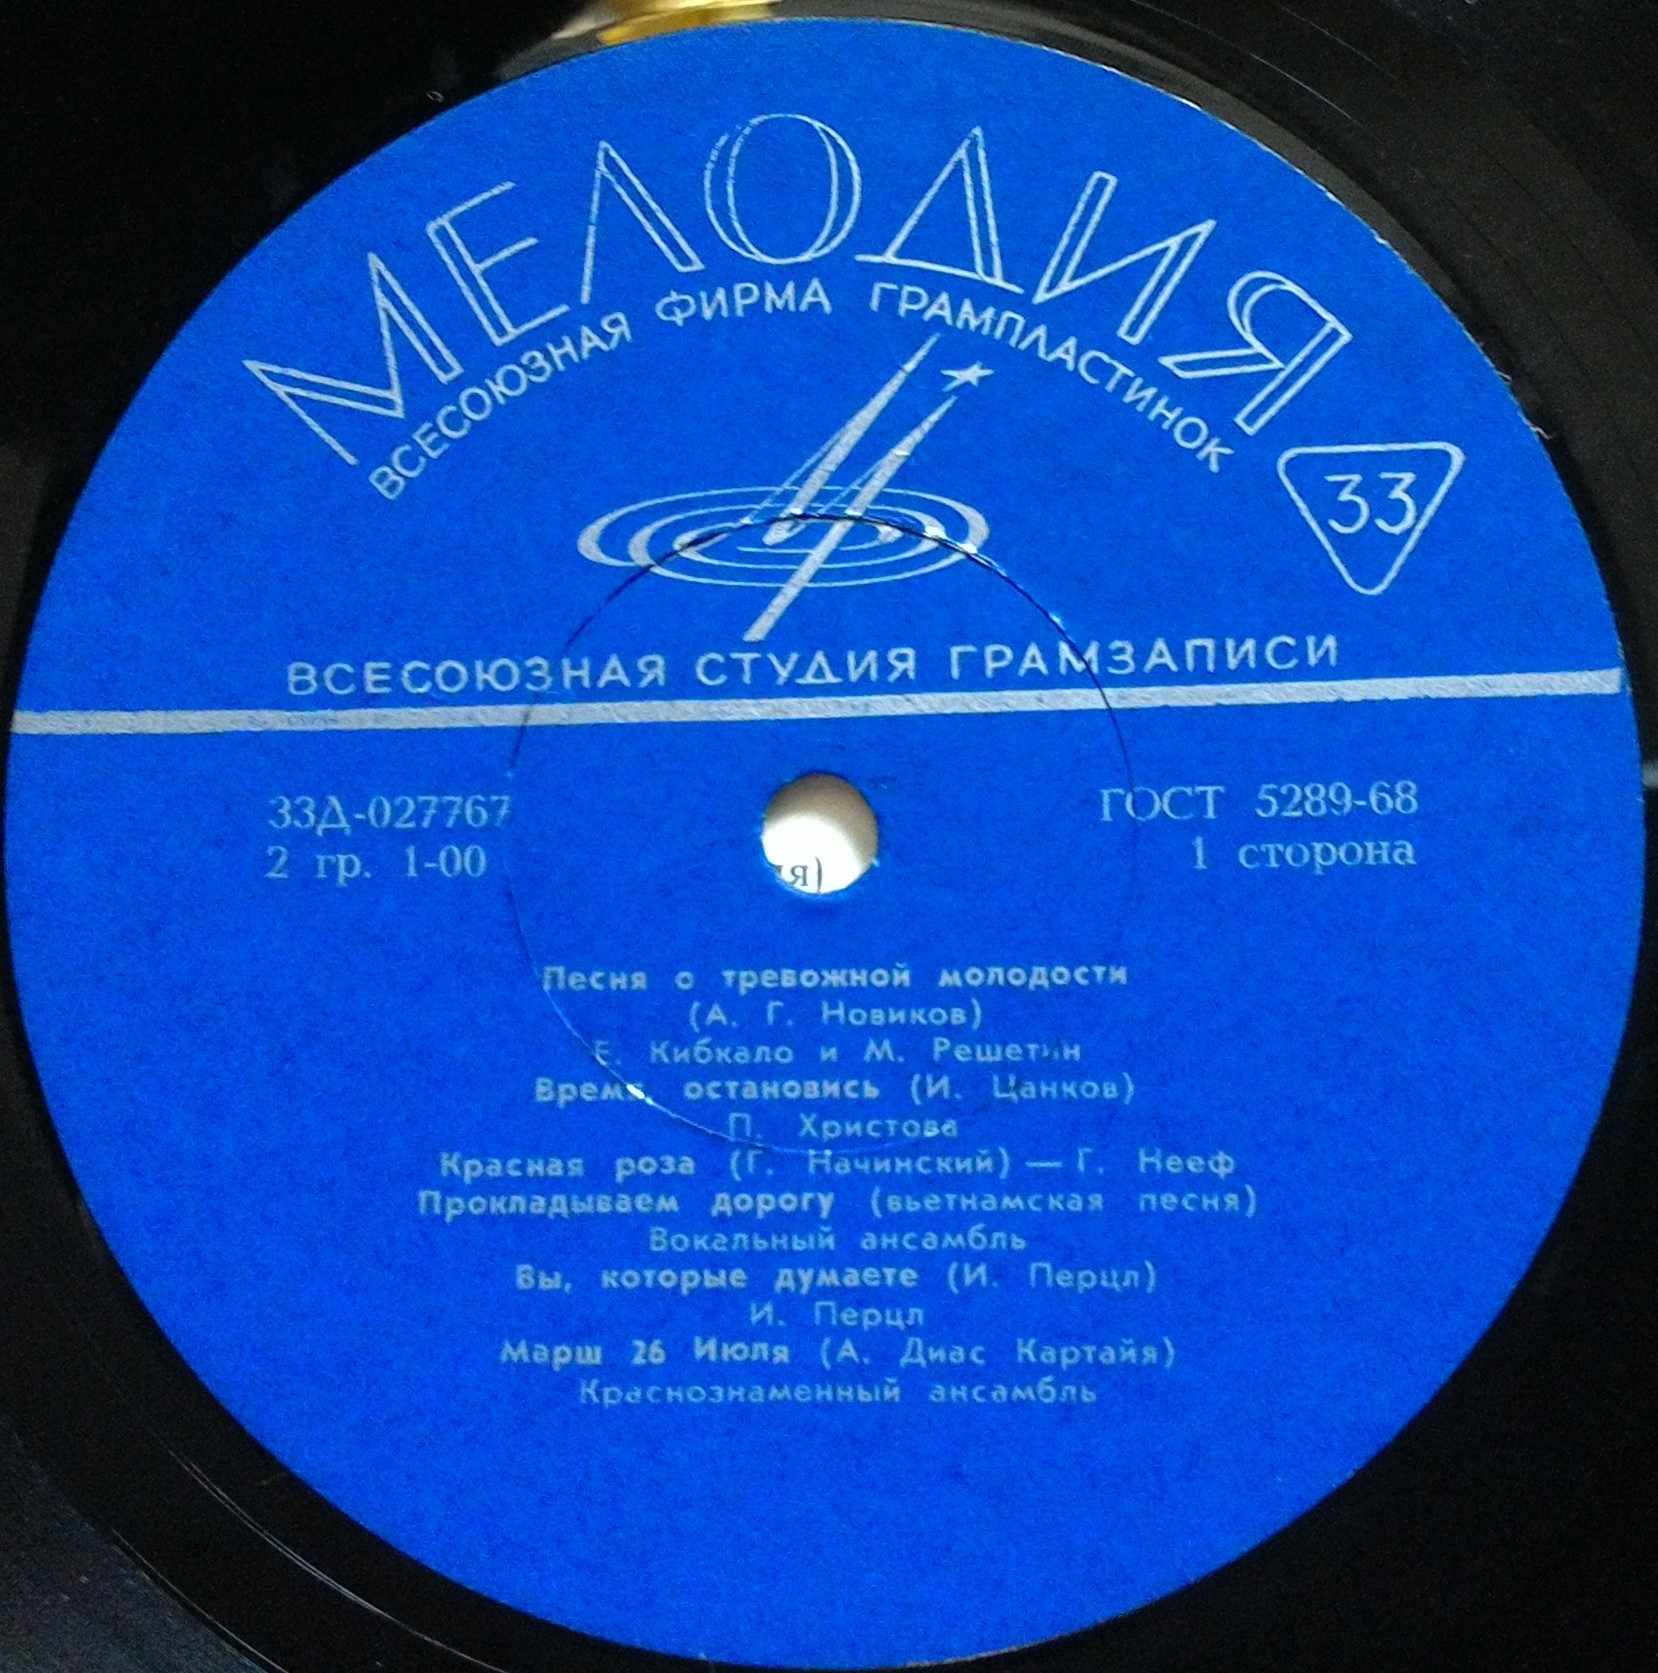 МЕЛОДИЯ
ВСЕСОЮЗНАЯ ФИРМА ГРАМПЛАСТИНОК
33
ВСЕСОЮЗНАЯ СТУДИЯ ГРАМЗАПИСИ
33Д-027767
ГОСТ 5289-68
2 гр. 1-00
1 сторона
ия)
Песня о тревожной молодости
(А. Г. Новиков)
Е. Кибкало и М. Решетин
Время, остановись (И. Цанков)
П. Христова
Красная роза (Г. Начинский) — Г. Нееф
Прокладываем дорогу (вьетнамская песня)
Вокальный ансамбль
Вы, которые думаете (И. Перцл)
И. Перцл
Марш 26 Июля (А. Диас Картайя)
Краснознаменный ансамбль